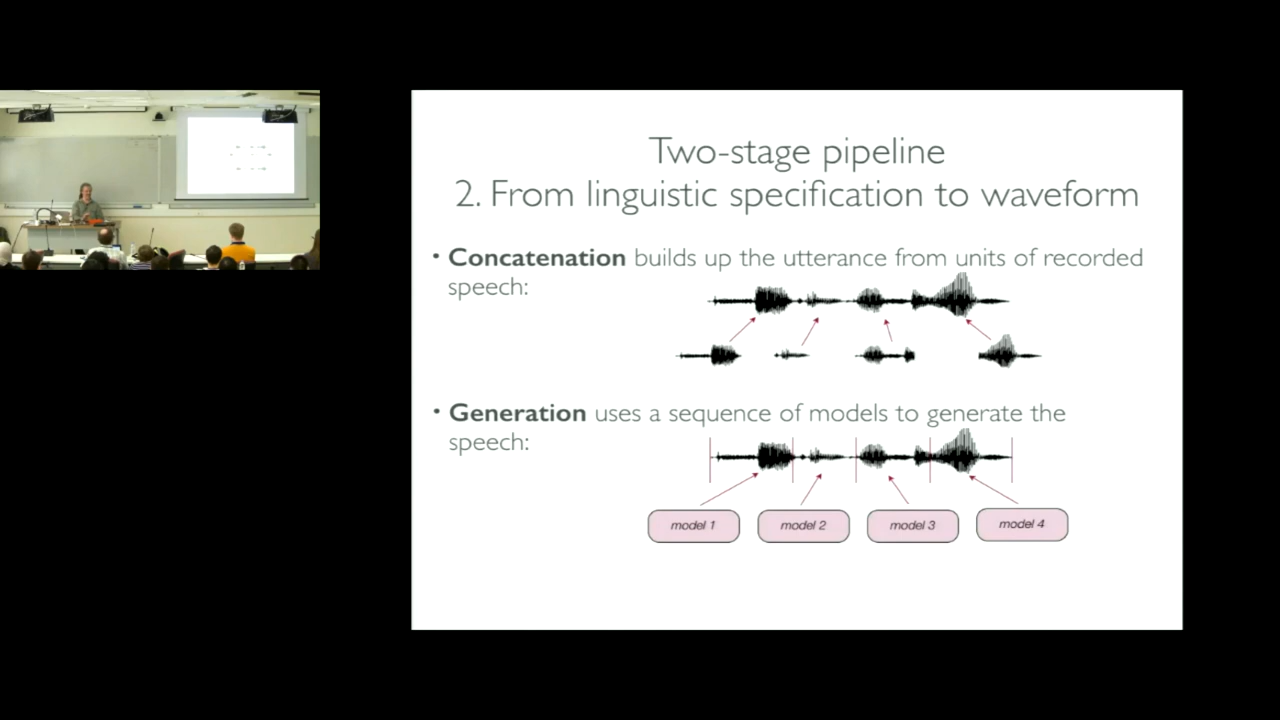 Two-stage pipeline
2. From linguistic specification to waveform
• Concatenation builds up the utterance from units of recorded
speech:
• Generation uses a sequence of models to generate the
speech:
model 1
model 2
model 3
model 4